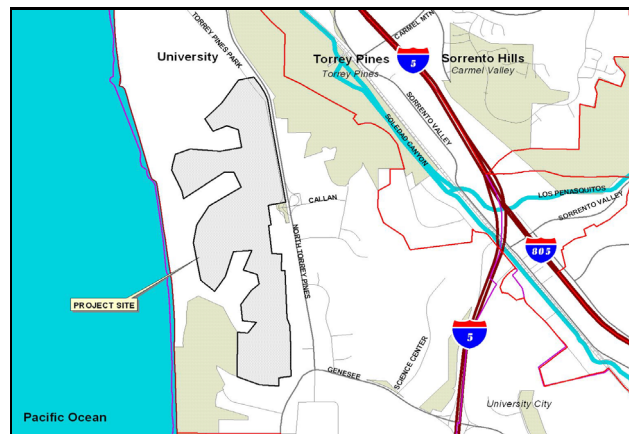 TORREY PINES PARK
CARMEL MTN
University
Torrey Pines
Torrey Pines
5
Sorrento Hills
Carmel Valley
SORRENTO VALLEY
SOLEDAD CANYON
LOS PENASQUITOS
SORRENTO VALLEY
CALLAN
NORTH TORREY PINES
805
PROJECT SITE
5
SCIENCE CENTER
GENESEE
University City
Pacific Ocean